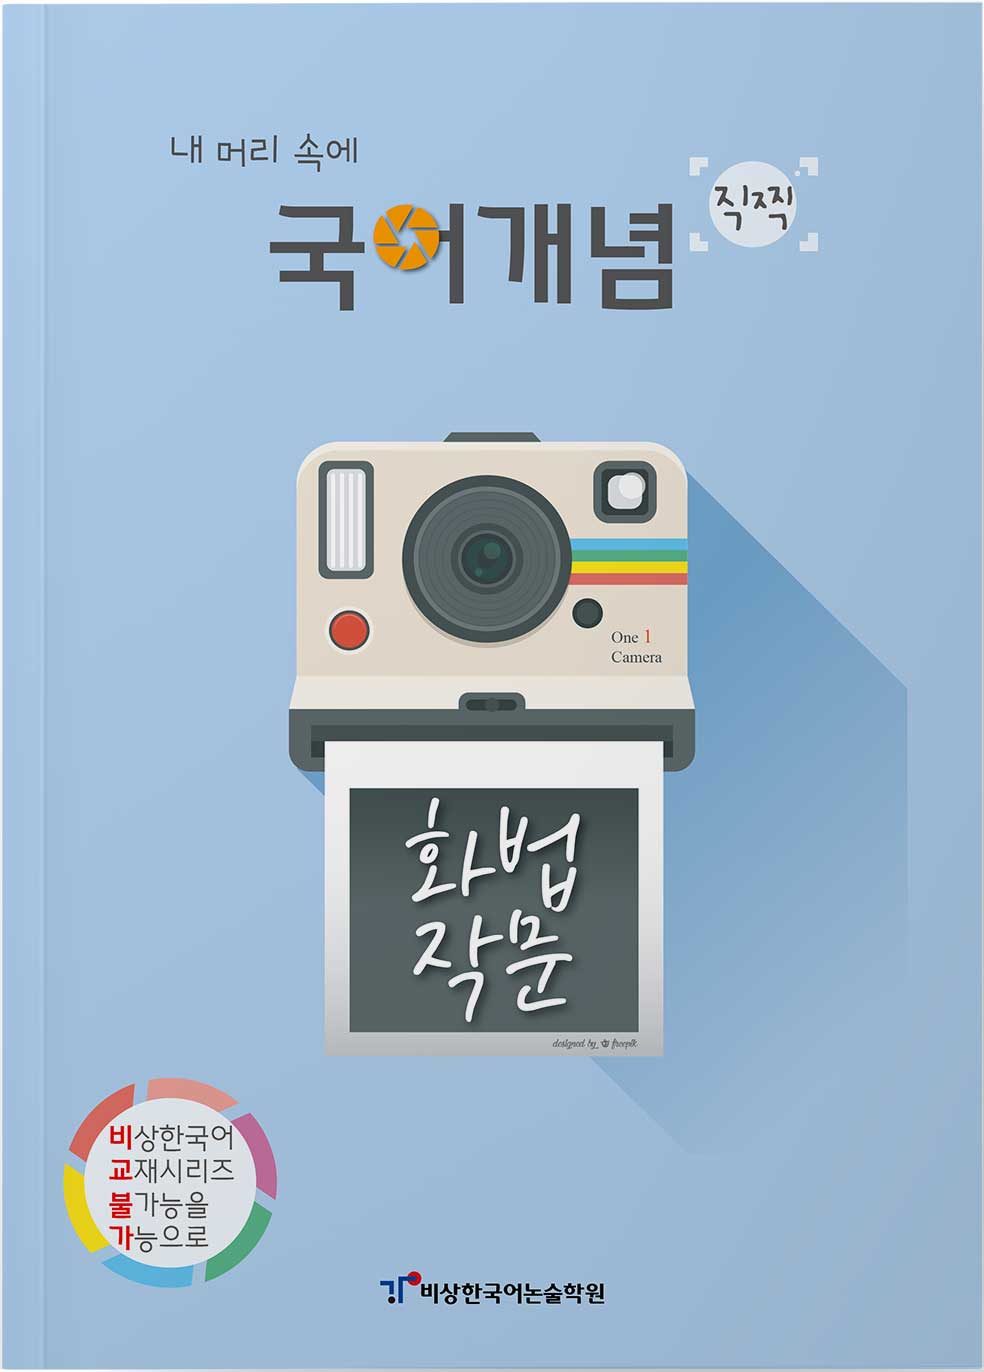 내 머리 속에
국어개념
직직
One 1
Camera
화법
작문
designed by freepik
비상한국어
교재시리즈
불가능을
가능으로
비상한국어논술학원